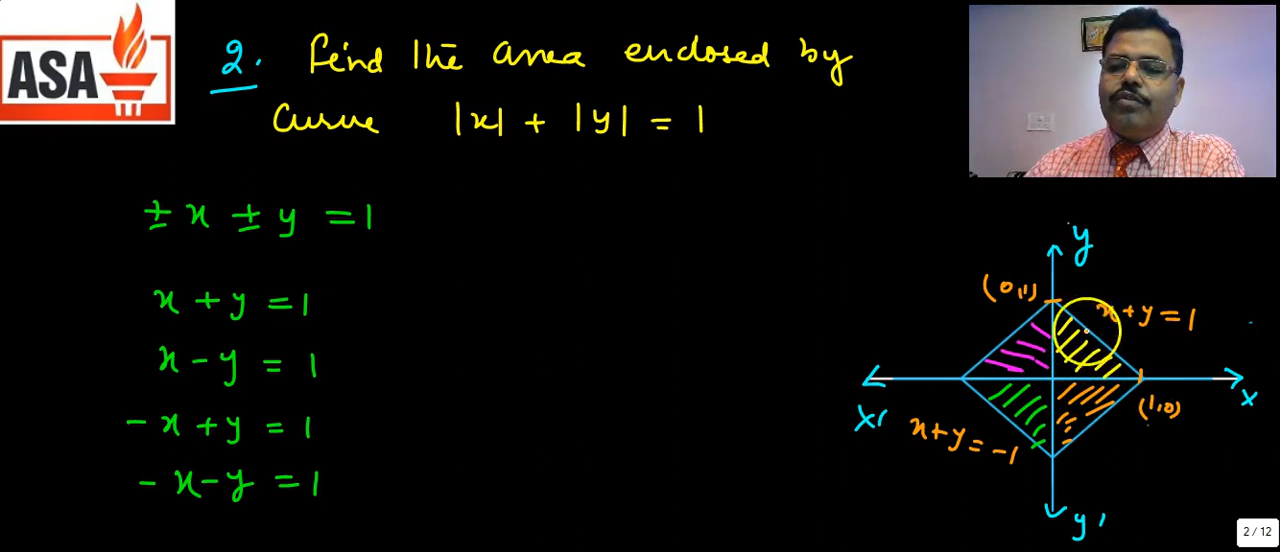 ASA
2. Find the area enclosed by
curve |x| + |y| = 1
± x ± y = 1
x + y = 1
x - y = 1
- x + y = 1
- x - y = 1
y
(0,1)
x + y = 1
x
x'
(1,0)
x + y = -1
y'
2 / 12